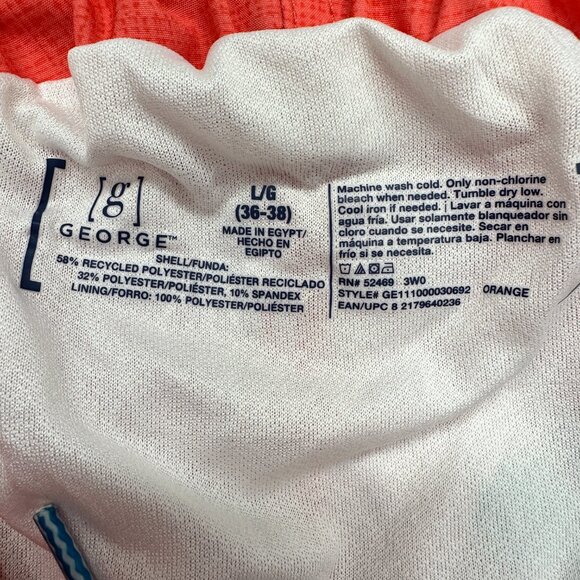 [g]
GEORGE™
L/G
(36-38)
MADE IN EGYPT/
HECHO EN
EGIPTO
SHELL/FUNDA:
58% RECYCLED POLYESTER/POLIÉSTER RECICLADO
32% POLYESTER/POLIÉSTER, 10% SPANDEX
LINING/FORRO: 100% POLYESTER/POLIÉSTER
Machine wash cold. Only non-chlorine
bleach when needed. Tumble dry low.
Cool iron if needed. | Lavar a máquina con
agua fría. Usar solamente blanqueador sin
cloro cuando se necesite. Secar en
máquina a temperatura baja. Planchar en
frío si se necesita.
RN# 52469 3W0
STYLE# GE111000030692 ORANGE
EAN/UPC 8 2179640236